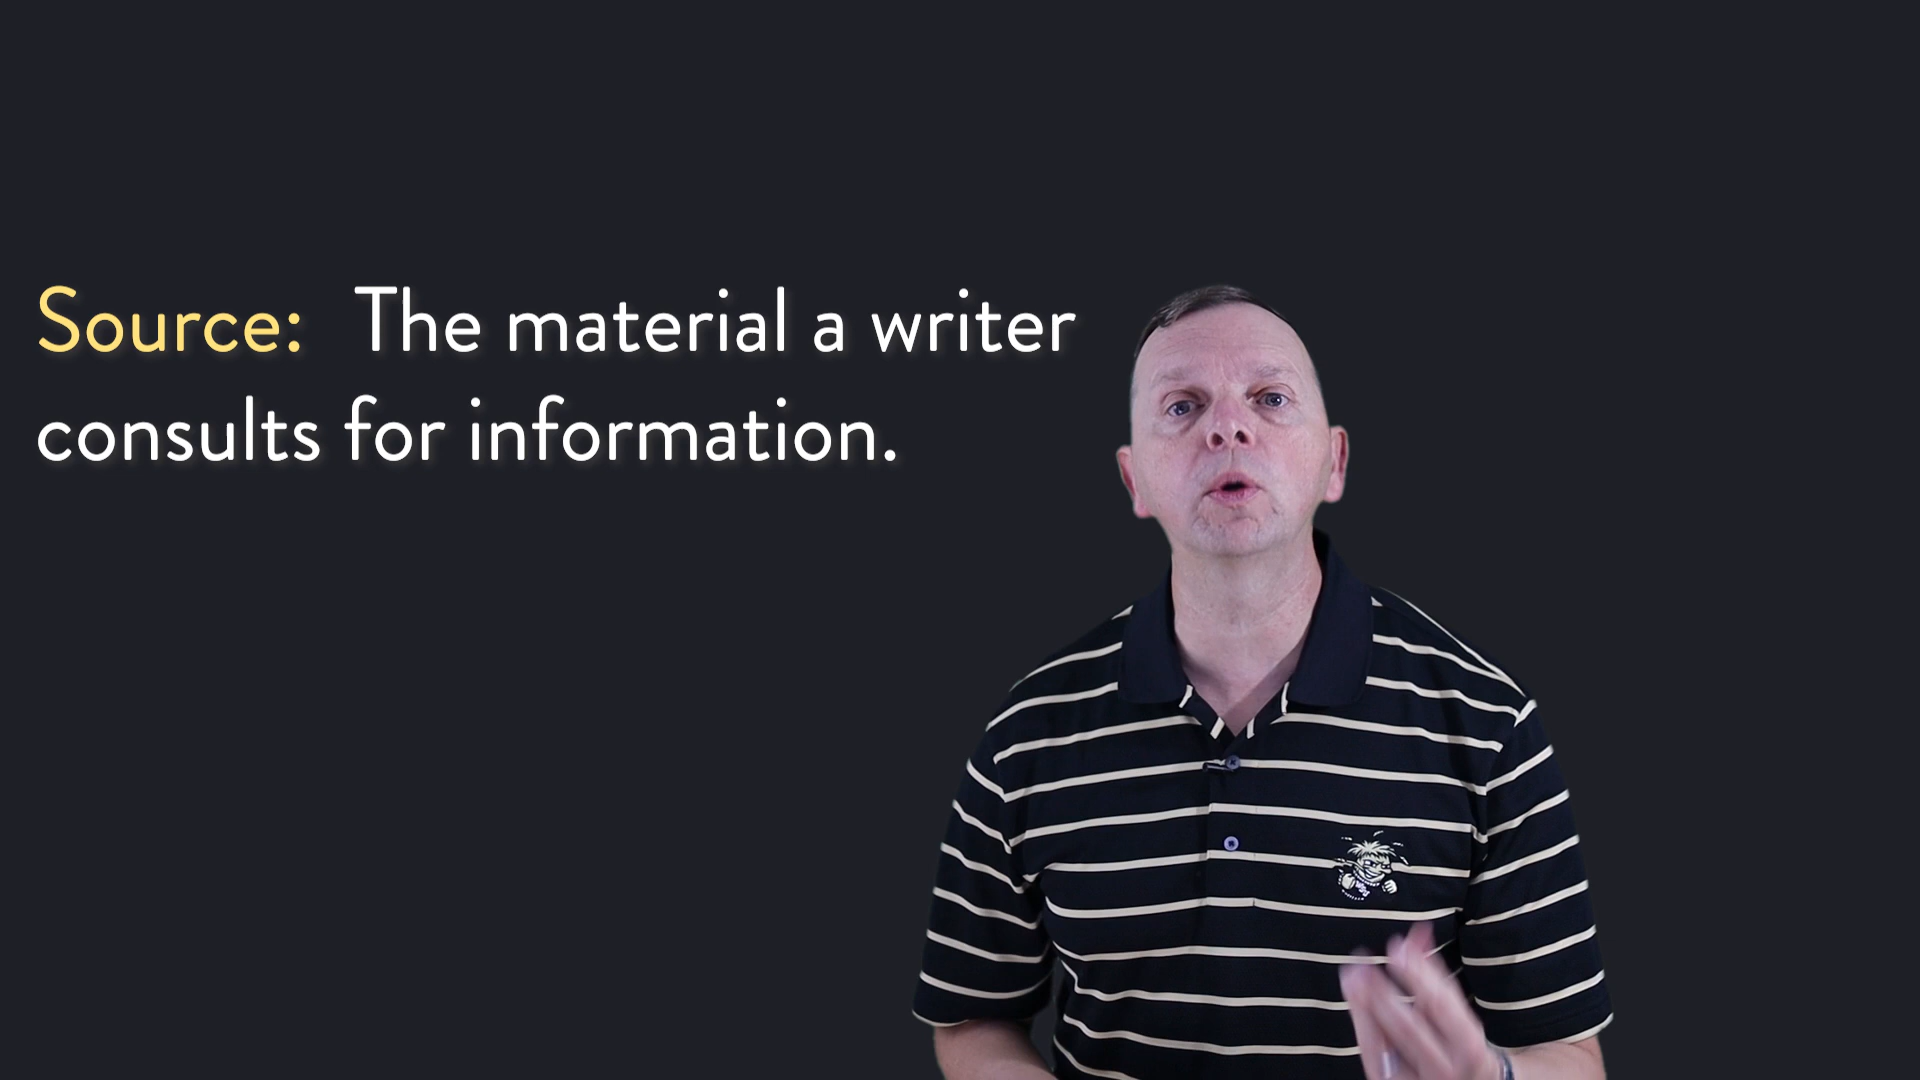 Source: The material a writer
consults for information.